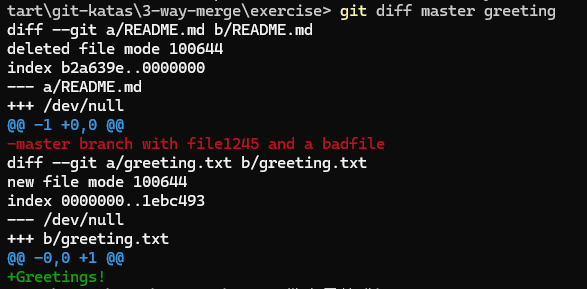 tart\git-katas\3-way-merge\exercise> git diff master greeting
diff --git a/README.md b/README.md
deleted file mode 100644
index b2a639e..0000000
--- a/README.md
+++ /dev/null
@@ -1 +0,0 @@
-master branch with file1245 and a badfile
diff --git a/greeting.txt b/greeting.txt
new file mode 100644
index 0000000..1ebc493
--- /dev/null
+++ b/greeting.txt
@@ -0,0 +1 @@
+Greetings!